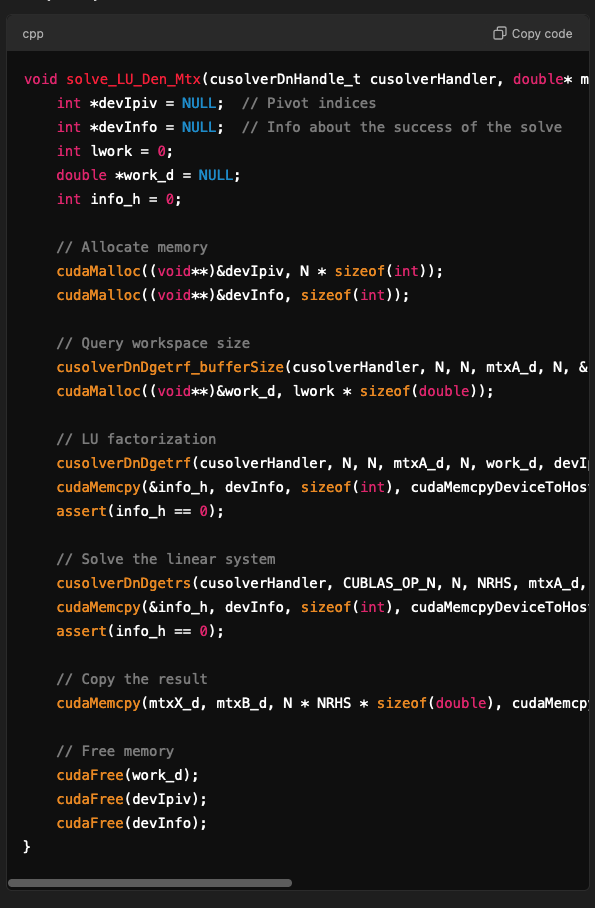 cpp
Copy code
void solve_LU_Den_Mtx(cusolverDnHandle_t cusolverHandler, double* m
    int *devIpiv = NULL;  // Pivot indices
    int *devInfo = NULL;  // Info about the success of the solve
    int lwork = 0;
    double *work_d = NULL;
    int info_h = 0;

    // Allocate memory
    cudaMalloc((void**)&devIpiv, N * sizeof(int));
    cudaMalloc((void**)&devInfo, sizeof(int));

    // Query workspace size
    cusolverDnDgetrf_bufferSize(cusolverHandler, N, N, mtxA_d, N, &
    cudaMalloc((void**)&work_d, lwork * sizeof(double));

    // LU factorization
    cusolverDnDgetrf(cusolverHandler, N, N, mtxA_d, N, work_d, devI
    cudaMemcpy(&info_h, devInfo, sizeof(int), cudaMemcpyDeviceToHos
    assert(info_h == 0);

    // Solve the linear system
    cusolverDnDgetrs(cusolverHandler, CUBLAS_OP_N, N, NRHS, mtxA_d,
    cudaMemcpy(&info_h, devInfo, sizeof(int), cudaMemcpyDeviceToHos
    assert(info_h == 0);

    // Copy the result
    cudaMemcpy(mtxX_d, mtxB_d, N * NRHS * sizeof(double), cudaMemcp

    // Free memory
    cudaFree(work_d);
    cudaFree(devIpiv);
    cudaFree(devInfo);
}